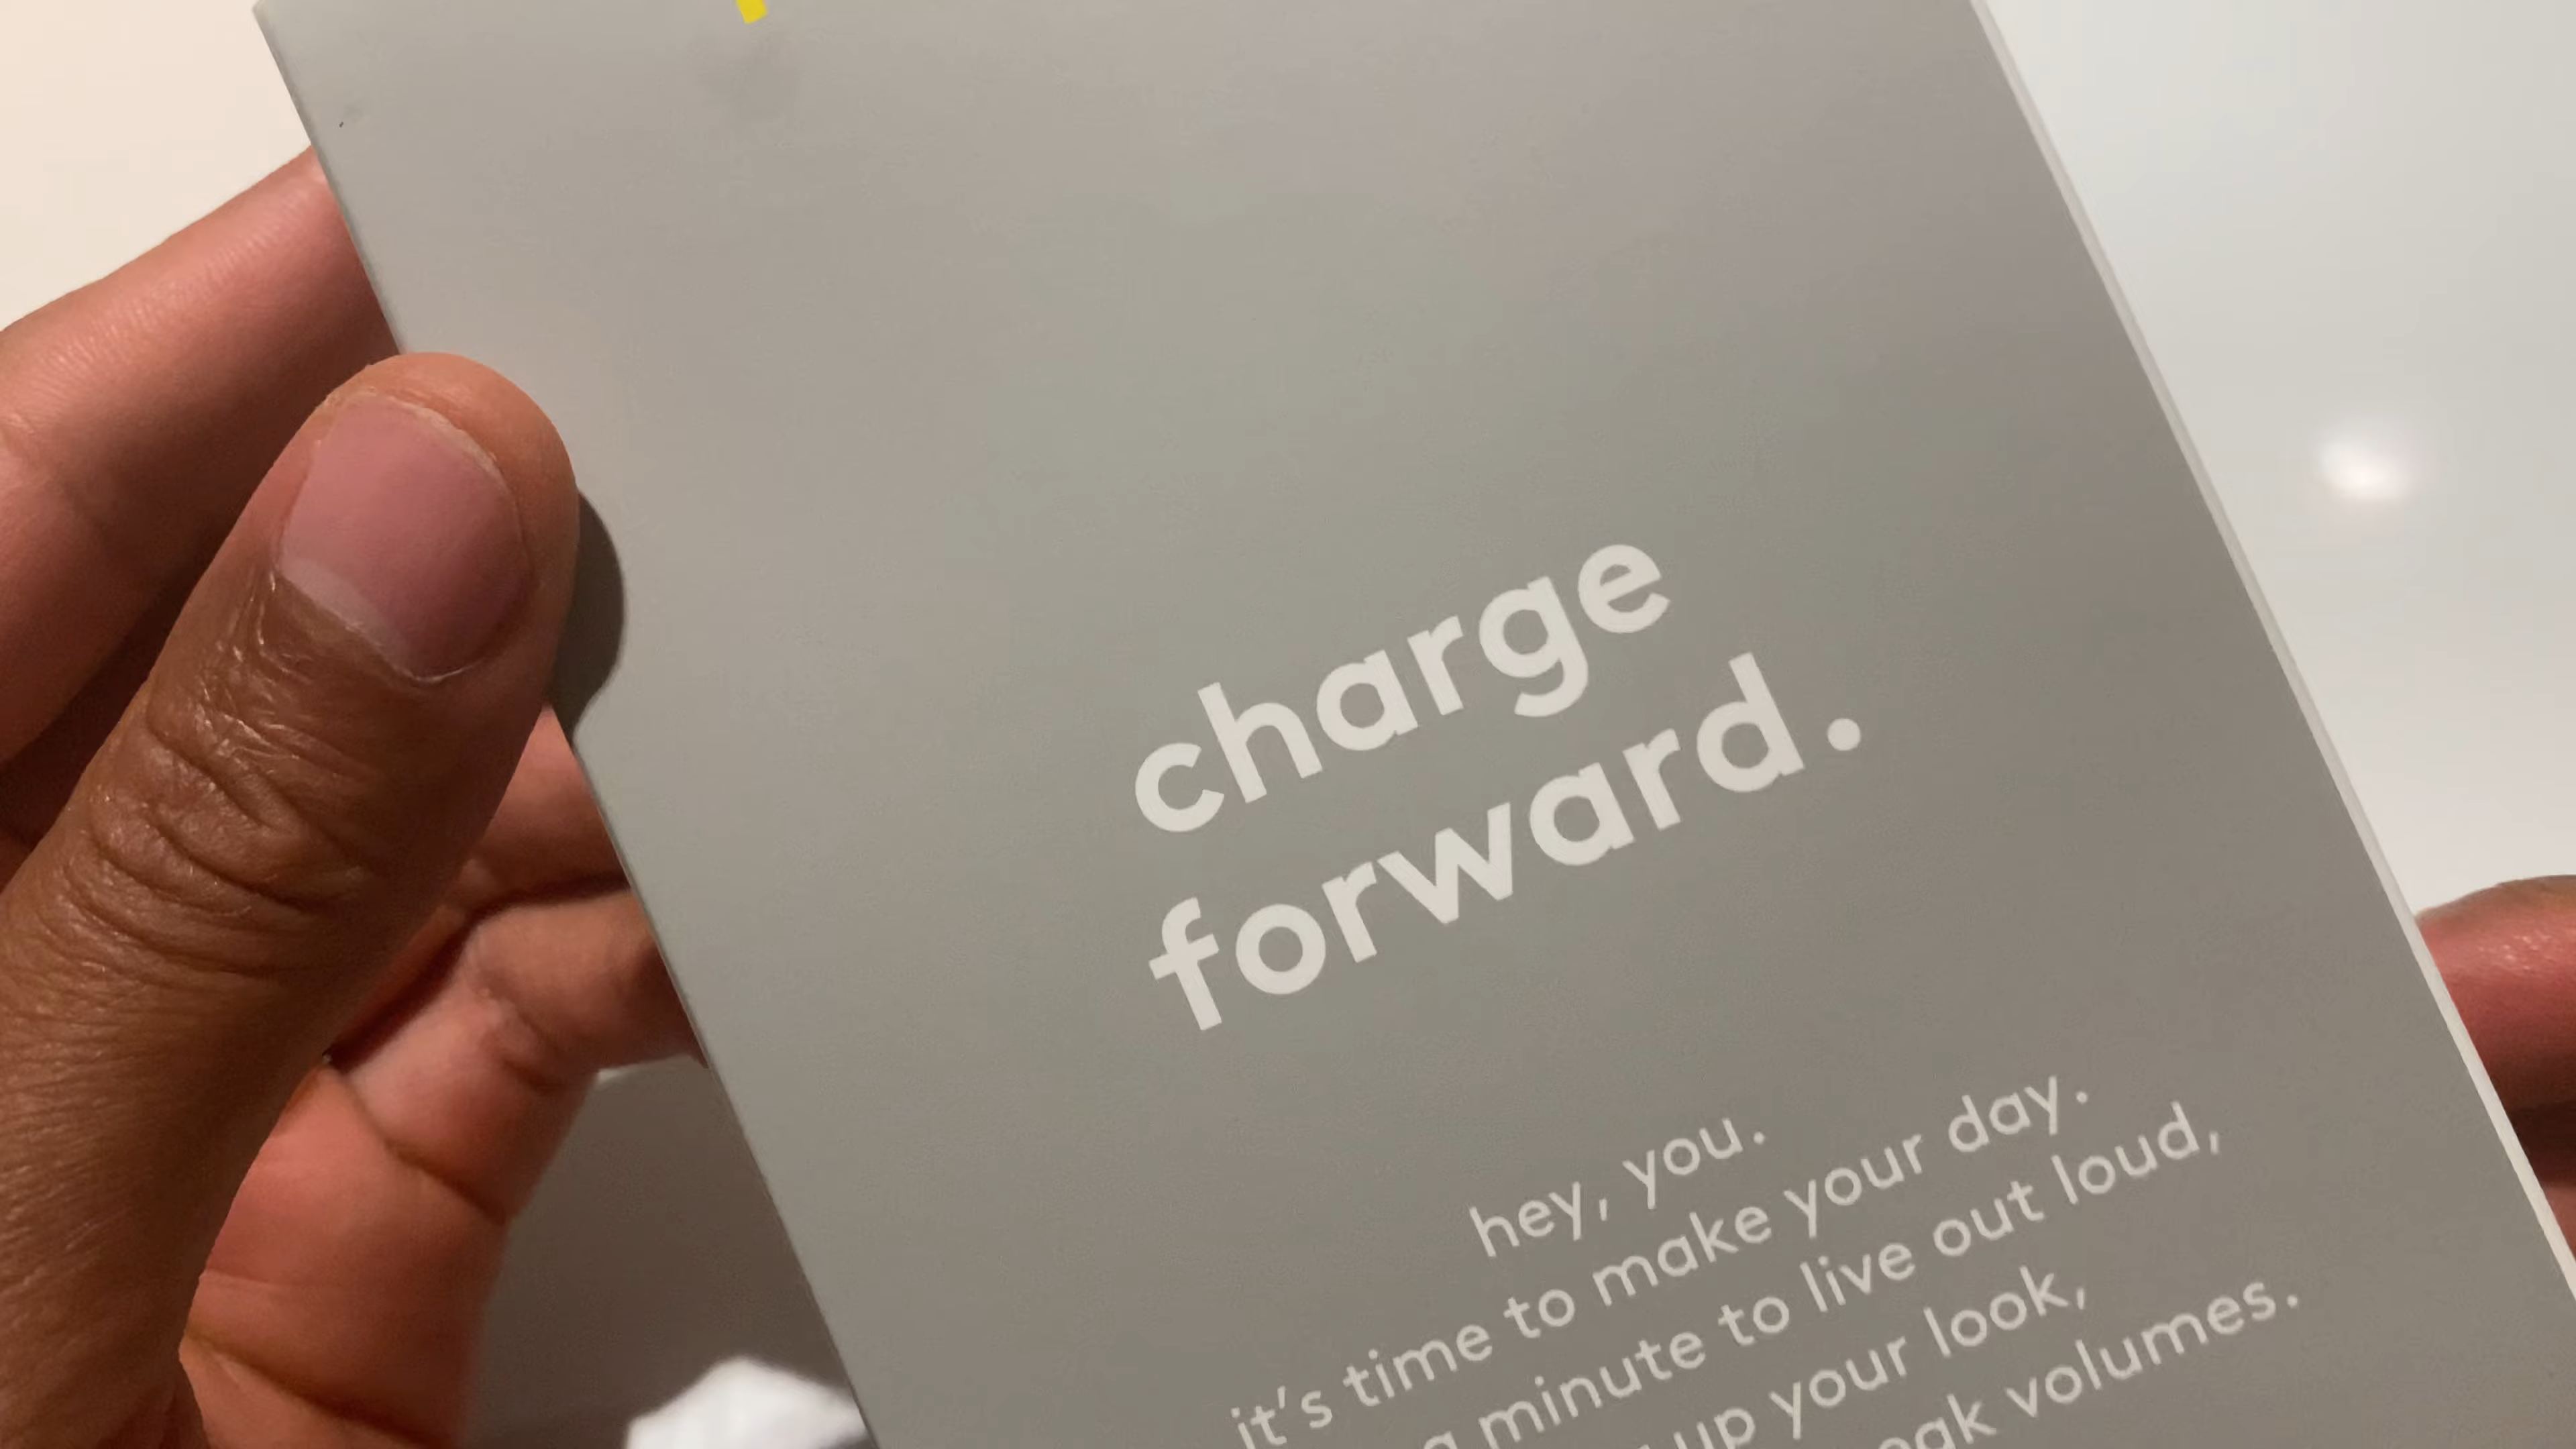 charge
forward.
hey, you.
it's time to make your day.
a minute to live out loud,
up your look,
volumes.